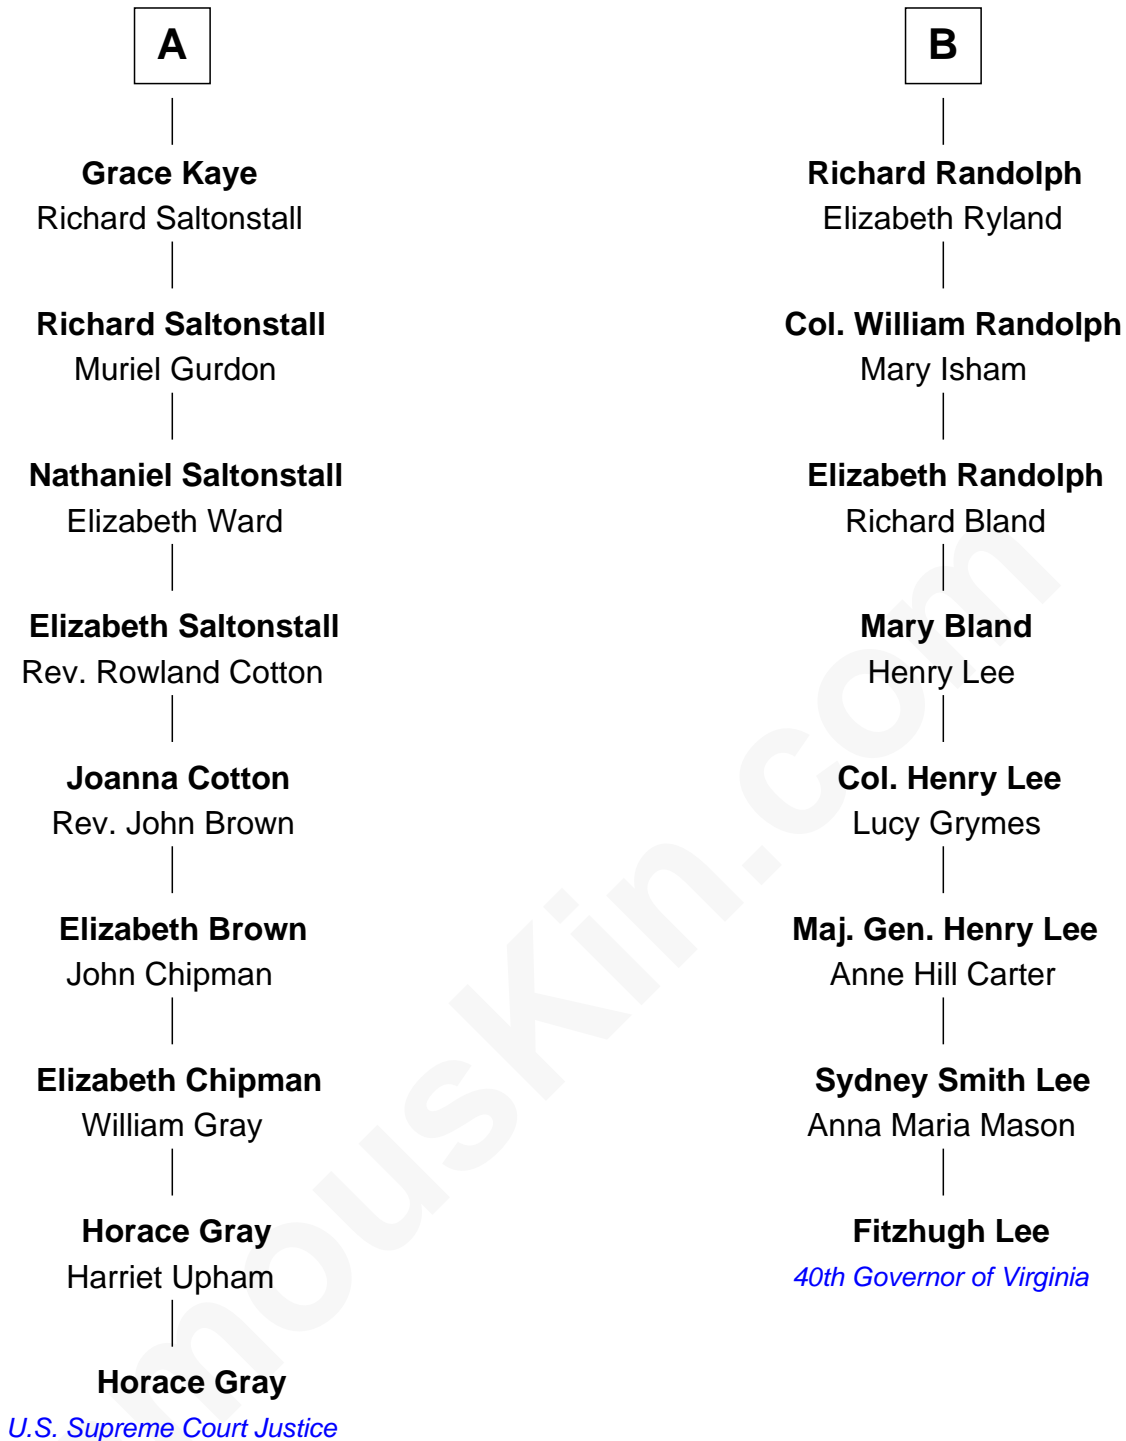 A
Grace Kaye
Richard Saltonstall
Richard Saltonstall
Muriel Gurdon
Nathaniel Saltonstall
Elizabeth Ward
Elizabeth Saltonstall
Rev. Rowland Cotton
Joanna Cotton
Rev. John Brown
Elizabeth Brown
John Chipman
Elizabeth Chipman
William Gray
Horace Gray
Harriet Upham
Horace Gray
U.S. Supreme Court Justice
B
Richard Randolph
Elizabeth Ryland
Col. William Randolph
Mary Isham
Elizabeth Randolph
Richard Bland
Mary Bland
Henry Lee
Col. Henry Lee
Lucy Grymes
Maj. Gen. Henry Lee
Anne Hill Carter
Sydney Smith Lee
Anna Maria Mason
Fitzhugh Lee
40th Governor of Virginia
mousKin.com